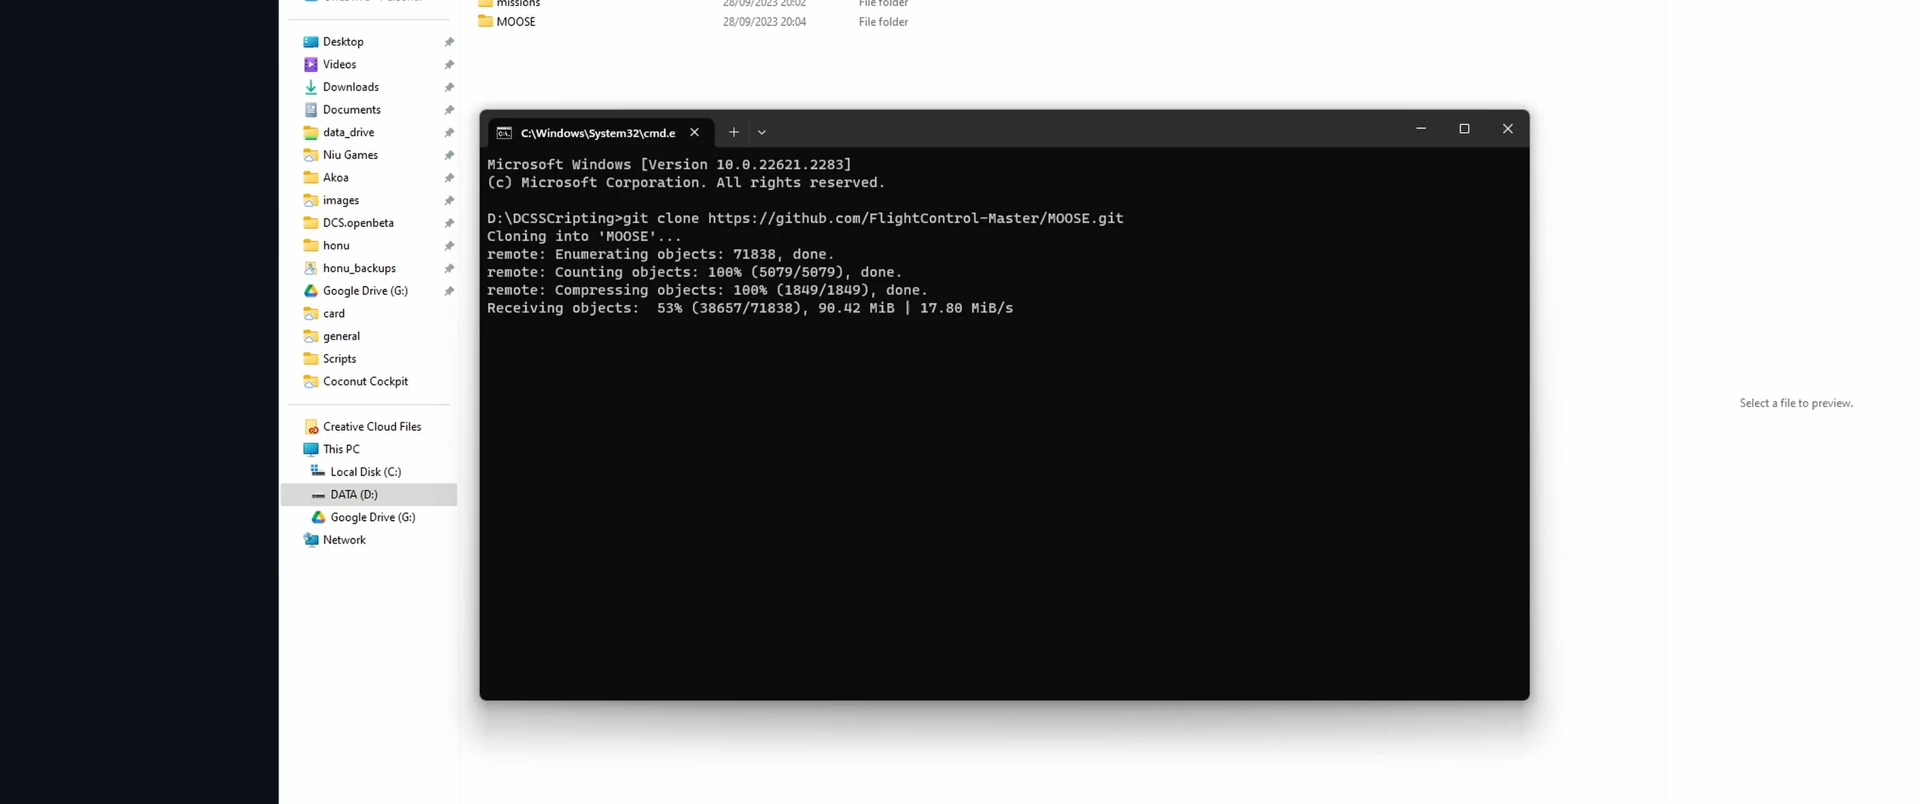 missions 28/09/2023 20:02 File folder
MOOSE 28/09/2023 20:04 File folder
Desktop
Videos
Downloads
Documents
data_drive
Niu Games
Akoa
images
DCS.openbeta
honu
honu_backups
Google Drive (G:)
card
general
Scripts
Coconut Cockpit
Creative Cloud Files
This PC
Local Disk (C:)
DATA (D:)
Google Drive (G:)
Network
C:\Windows\System32\cmd.e
Microsoft Windows [Version 10.0.22621.2283]
(c) Microsoft Corporation. All rights reserved.
D:\DCSSCripting>git clone https://github.com/FlightControl-Master/MOOSE.git
Cloning into 'MOOSE'...
remote: Enumerating objects: 71838, done.
remote: Counting objects: 100% (5079/5079), done.
remote: Compressing objects: 100% (1849/1849), done.
Receiving objects:  53% (38657/71838), 90.42 MiB | 17.80 MiB/s
Select a file to preview.